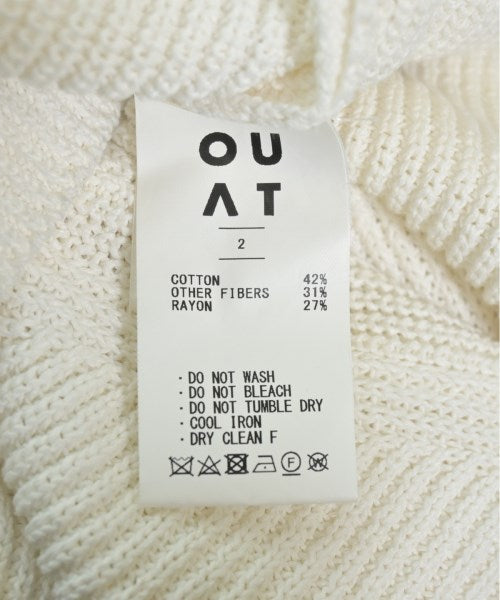 OU
AT
2
COTTON 42%
OTHER FIBERS 31%
RAYON 27%
・DO NOT WASH
・DO NOT BLEACH
・DO NOT TUMBLE DRY
・COOL IRON
・DRY CLEAN F
F W